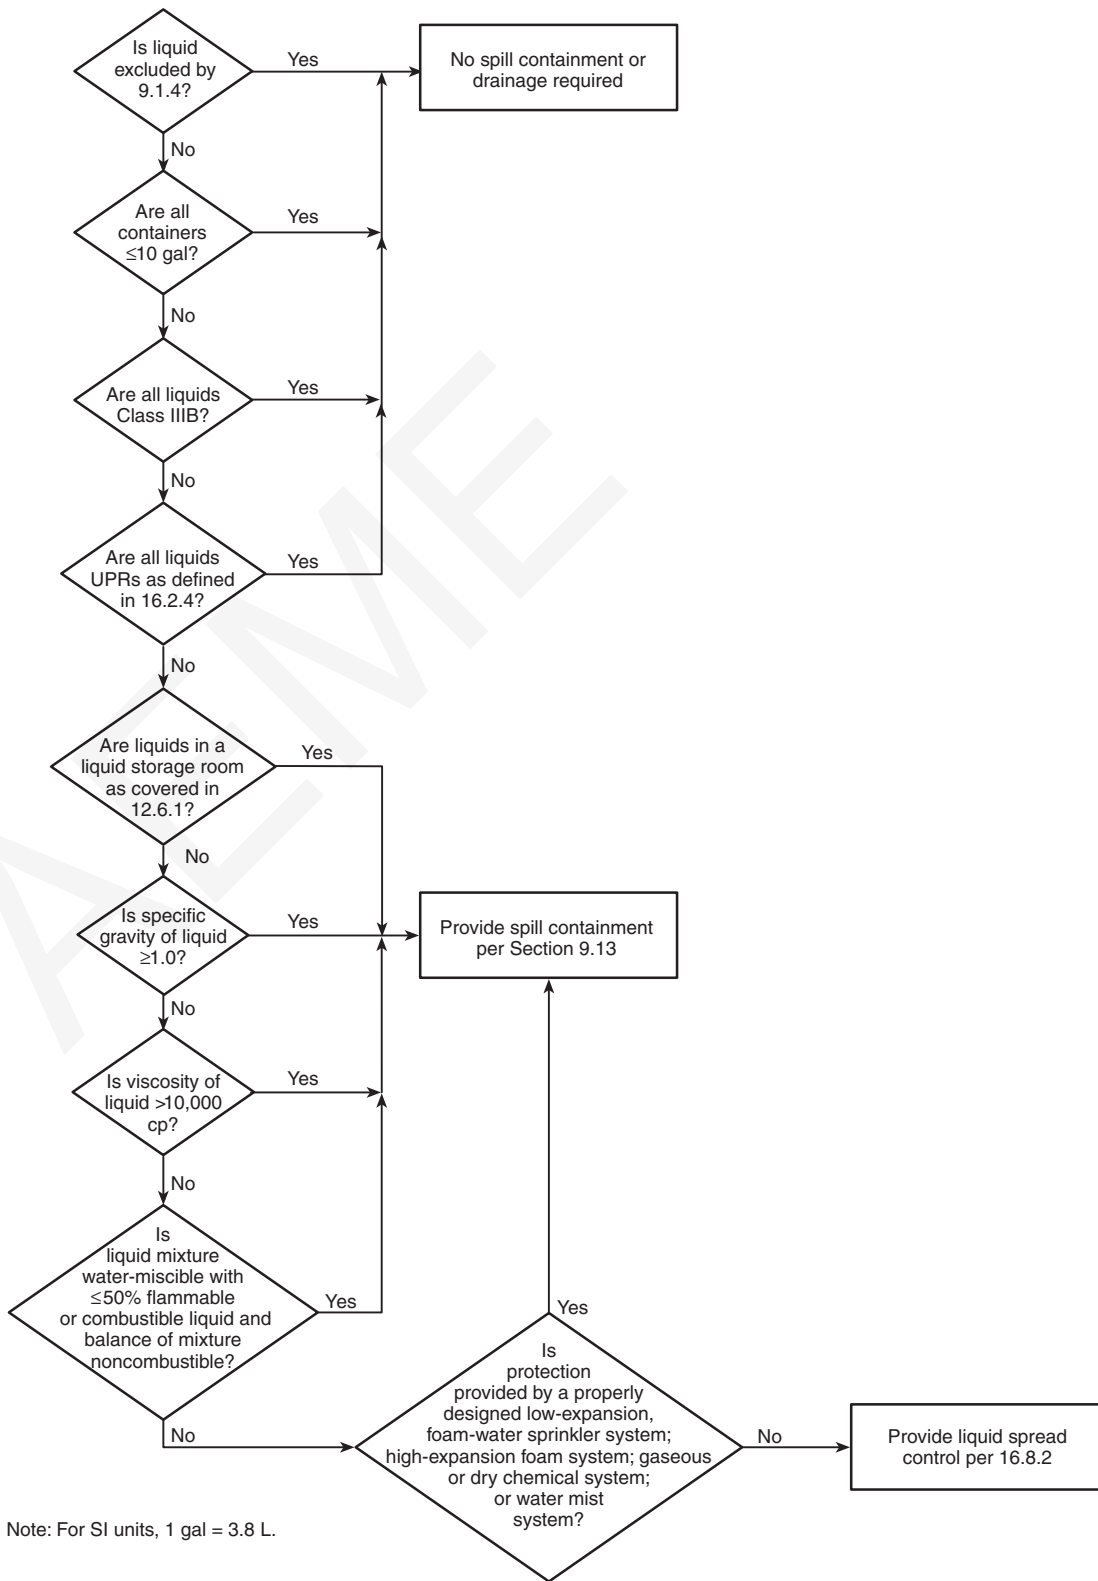 Is liquid
excluded by
9.1.4?
Yes
No spill containment or
drainage required
No
Are all
containers
≤10 gal?
Yes
No
Are all liquids
Class IIIB?
Yes
No
Are all liquids
UPRs as defined
in 16.2.4?
Yes
No
Are liquids in a
liquid storage room
as covered in
12.6.1?
Yes
No
Is specific
gravity of liquid
≥1.0?
Yes
Provide spill containment
per Section 9.13
No
Is viscosity of
liquid >10,000
cp?
Yes
No
Is
liquid mixture
water-miscible with
≤50% flammable
or combustible liquid and
balance of mixture
noncombustible?
Yes
No
Is
protection
provided by a properly
designed low-expansion,
foam-water sprinkler system;
high-expansion foam system; gaseous
or dry chemical system;
or water mist
system?
Yes
No
Provide liquid spread
control per 16.8.2
Note: For SI units, 1 gal = 3.8 L.
AEME